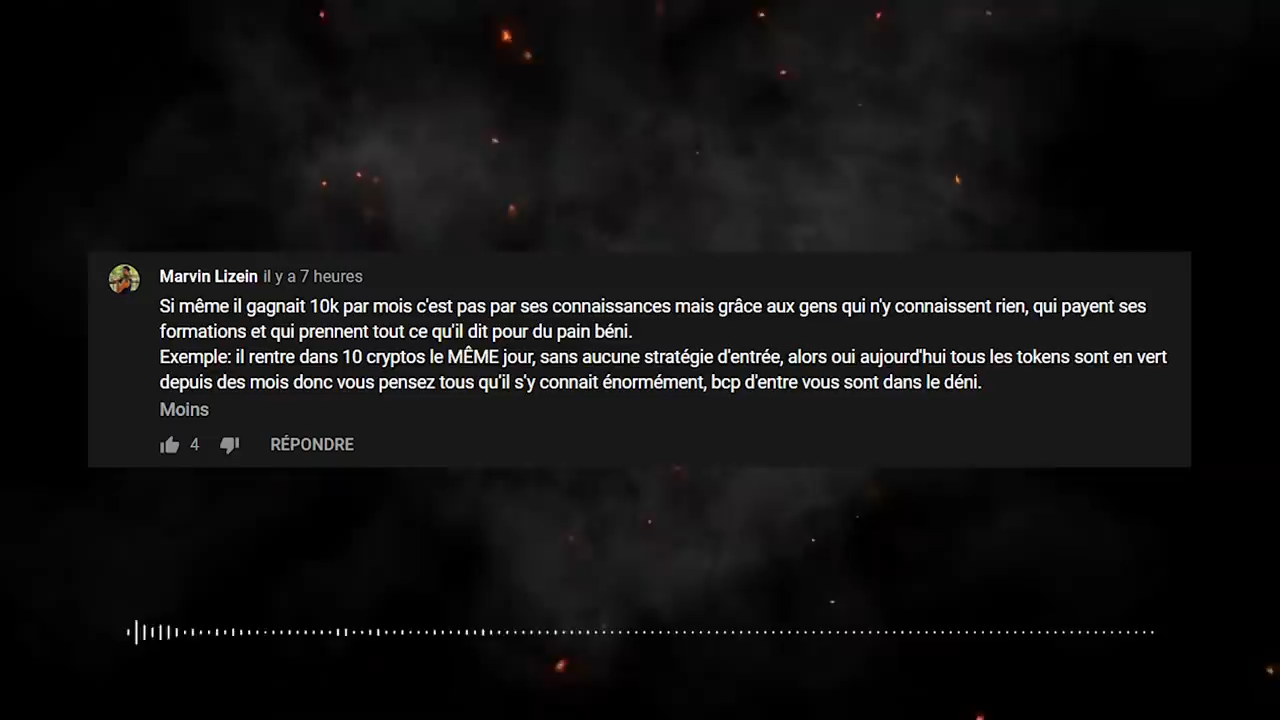 Marvin Lizein il y a 7 heures
Si même il gagnait 10k par mois c'est pas par ses connaissances mais grâce aux gens qui n'y connaissent rien, qui payent ses
formations et qui prennent tout ce qu'il dit pour du pain béni.
Exemple: il rentre dans 10 cryptos le MÊME jour, sans aucune stratégie d'entrée, alors oui aujourd'hui tous les tokens sont en vert
depuis des mois donc vous pensez tous qu'il s'y connait énormément, bcp d'entre vous sont dans le déni.
Moins
4 RÉPONDRE